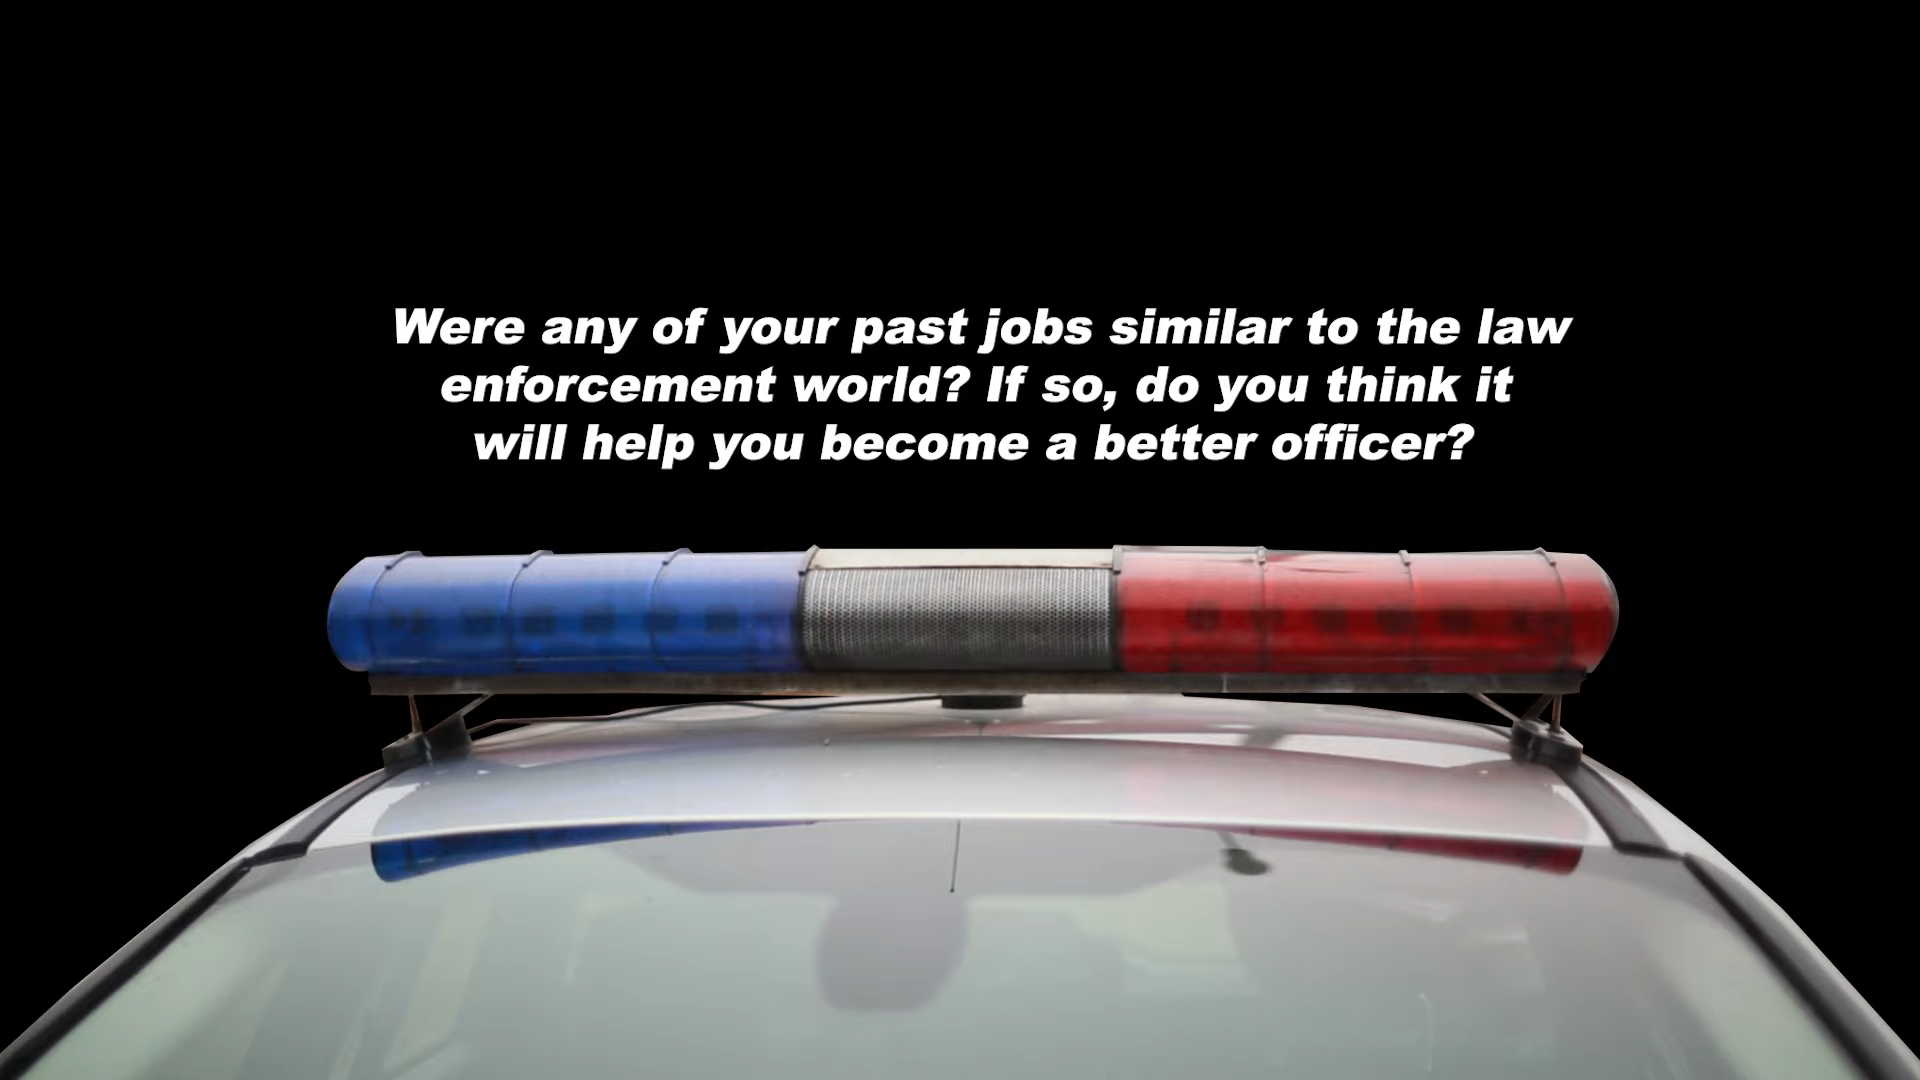 Were any of your past jobs similar to the law
enforcement world? If so, do you think it
will help you become a better officer?